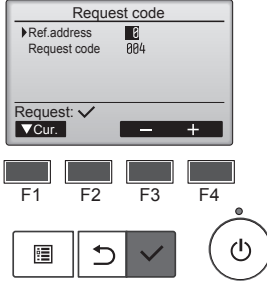 Request code
▶Ref.address 0
Request code 004
Request: ✓
▼Cur. − +
F1 F2 F3 F4